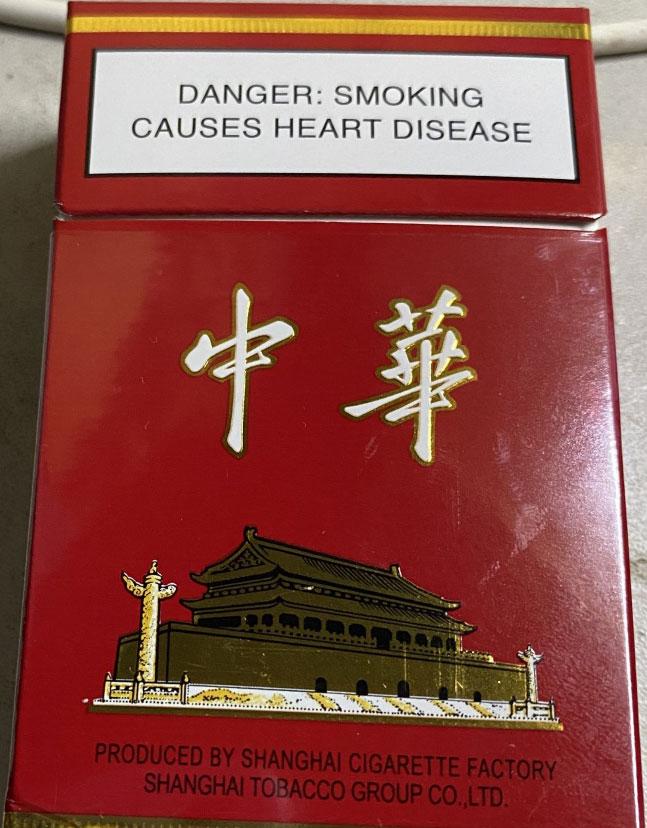 DANGER: SMOKING
CAUSES HEART DISEASE
中華
PRODUCED BY SHANGHAI CIGARETTE FACTORY
SHANGHAI TOBACCO GROUP CO.,LTD.